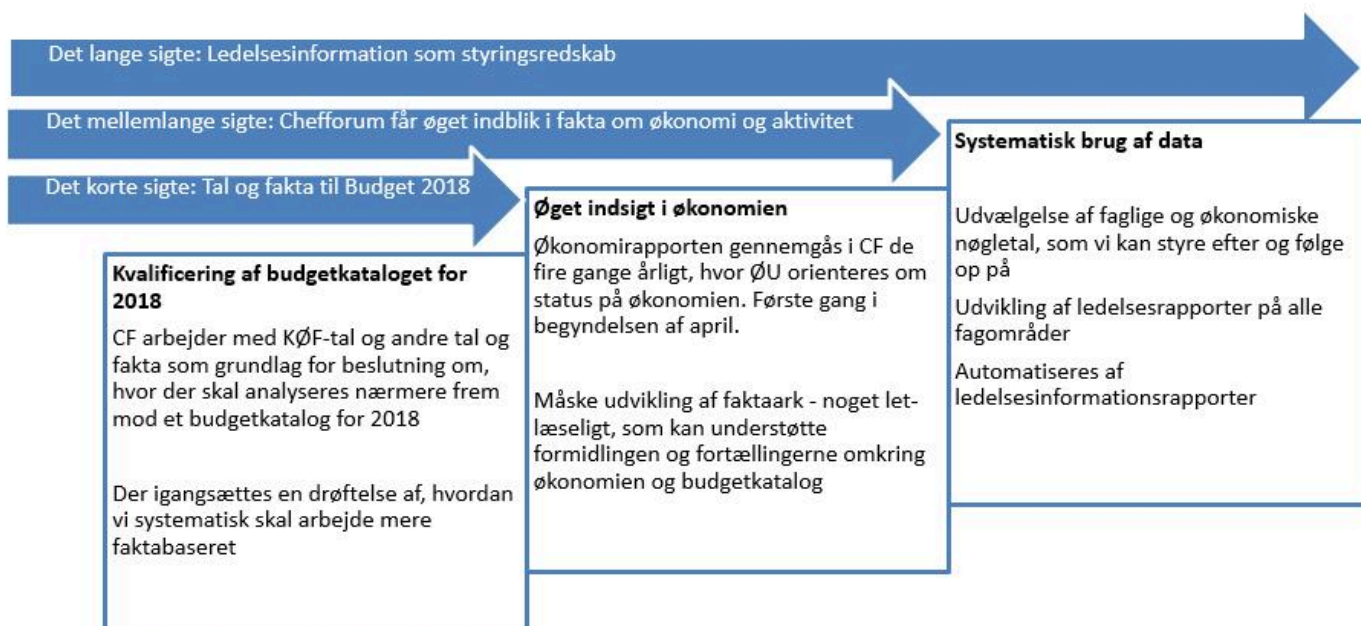 Det lange sigte: Ledelsesinformation som styringsredskab
Det mellemlange sigte: Chefforum får øget indblik i fakta om økonomi og aktivitet
Det korte sigte: Tal og fakta til Budget 2018
Kvalificering af budgetkataloget for
2018
CF arbejder med KØF-tal og andre tal og
fakta som grundlag for beslutning om,
hvor der skal analyseres nærmere frem
mod et budgetkatalog for 2018
Der igangsættes en drøftelse af, hvordan
vi systematisk skal arbejde mere
faktabaseret
Øget indsigt i økonomien
Økonomirapporten gennemgås i CF de
fire gange årligt, hvor ØU orienteres om
status på økonomien. Første gang i
begyndelsen af april.
Måske udvikling af faktaark - noget let-
læseligt, som kan understøtte
formidlingen og fortællingerne omkring
økonomien og budgetkatalog
Systematisk brug af data
Udvælgelse af faglige og økonomiske
nøgletal, som vi kan styre efter og følge
op på
Udvikling af ledelsesrapporter på alle
fagområder
Automatiseres af
ledelsesinformationsrapporter